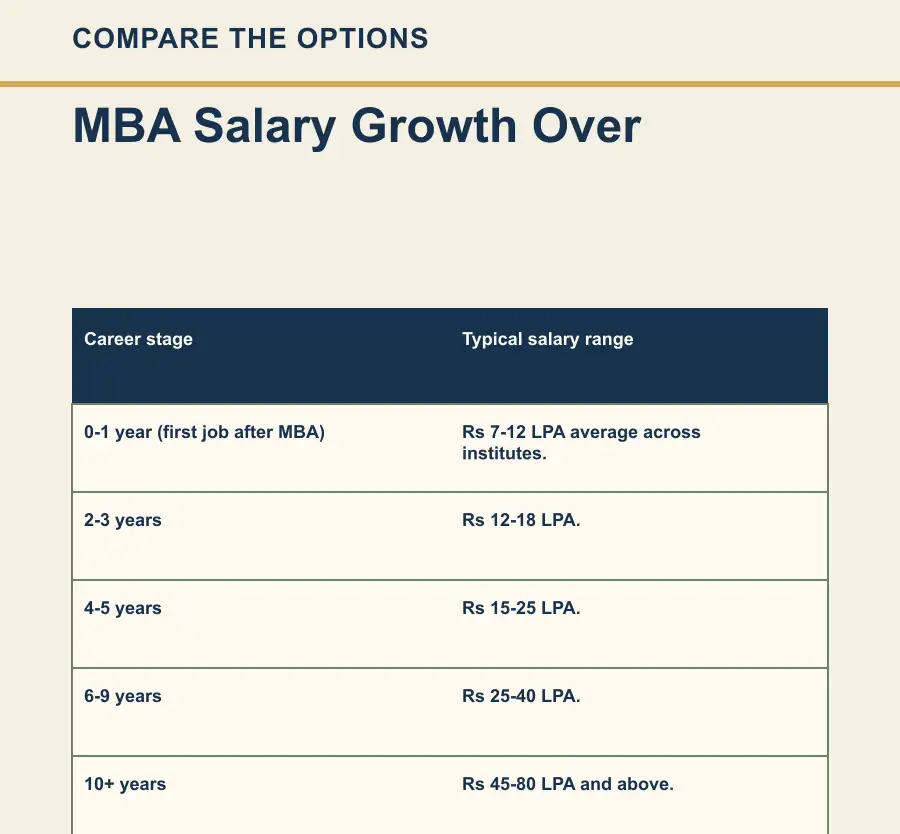 COMPARE THE OPTIONS
MBA Salary Growth Over
Career stage
Typical salary range
0-1 year (first job after MBA)
Rs 7-12 LPA average across
institutes.
2-3 years
Rs 12-18 LPA.
4-5 years
Rs 15-25 LPA.
6-9 years
Rs 25-40 LPA.
10+ years
Rs 45-80 LPA and above.